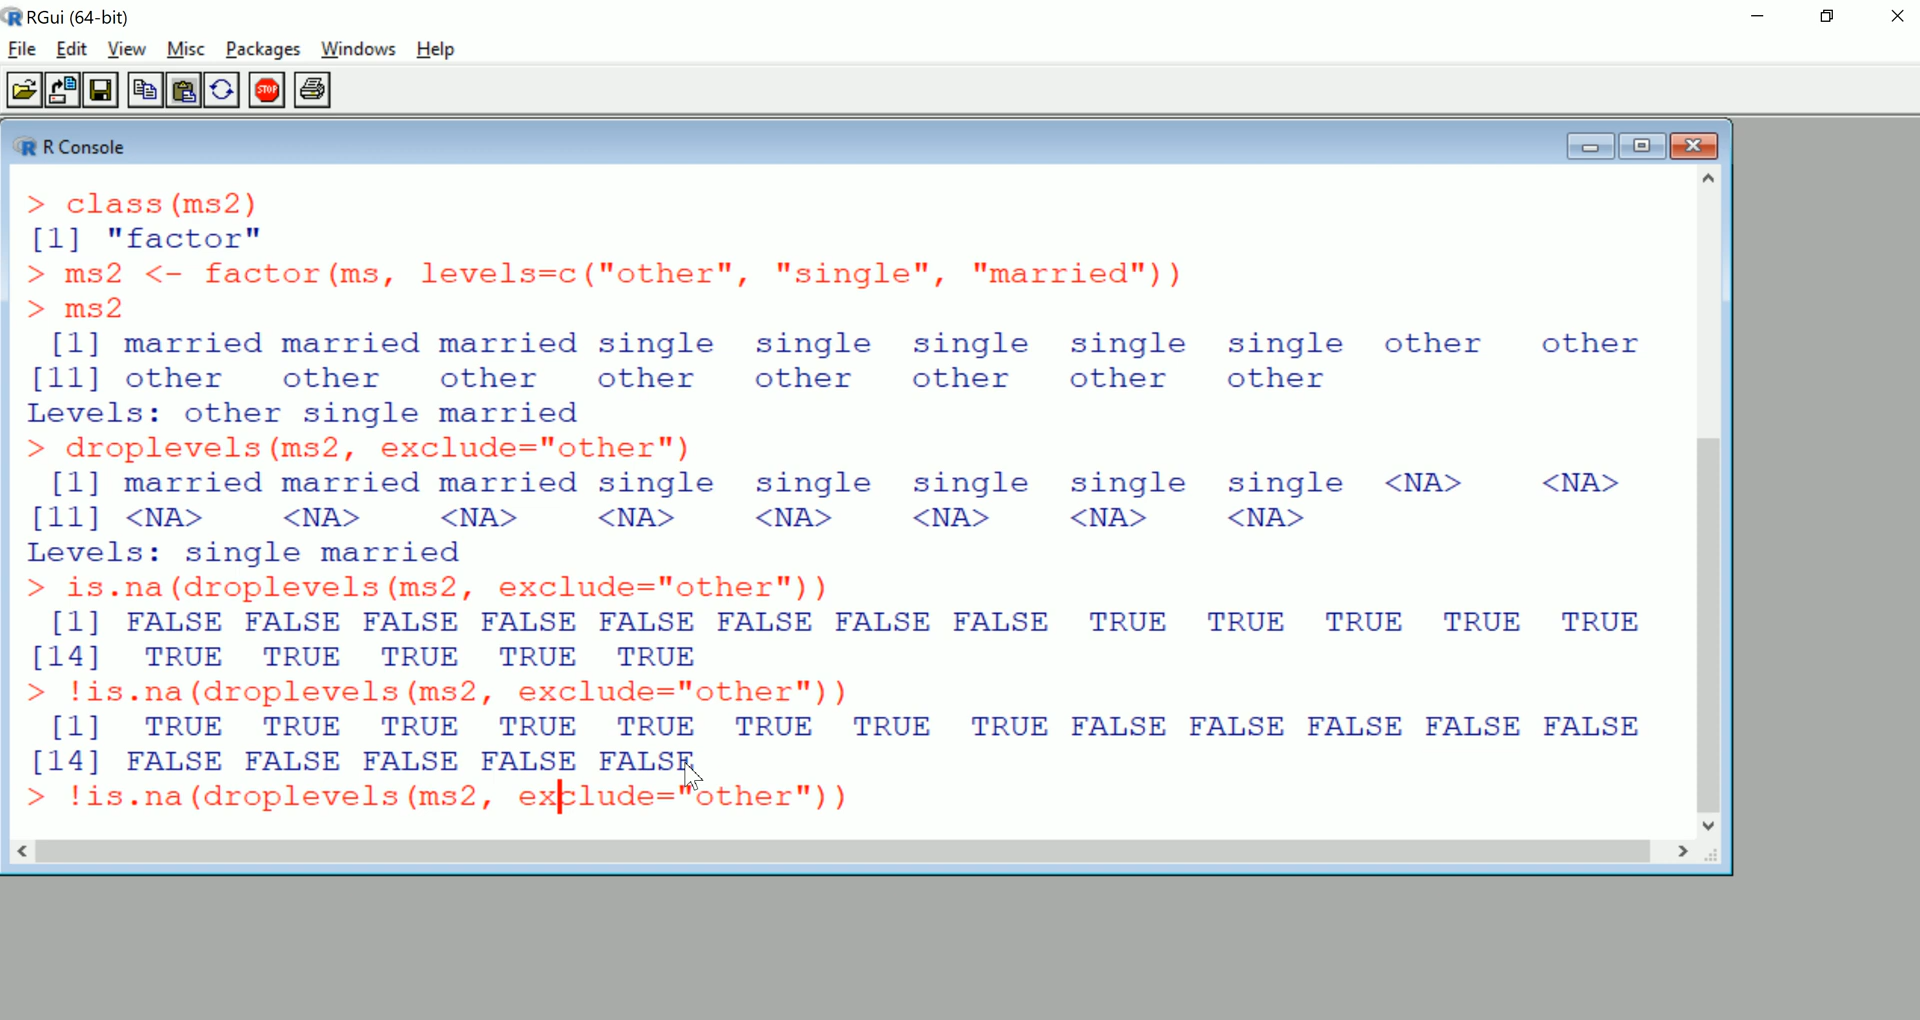 RGui (64-bit)
File Edit View Misc Packages Windows Help
STOP
R Console
> class(ms2)
[1] "factor"
> ms2 <- factor(ms, levels=c("other", "single", "married"))
> ms2
[1] married married married single single single single single other other
[11] other other other other other other other other
Levels: other single married
> droplevels(ms2, exclude="other")
[1] married married married single single single single single <NA> <NA>
[11] <NA> <NA> <NA> <NA> <NA> <NA> <NA> <NA>
Levels: single married
> is.na(droplevels(ms2, exclude="other"))
[1] FALSE FALSE FALSE FALSE FALSE FALSE FALSE FALSE TRUE TRUE TRUE TRUE TRUE
[14] TRUE TRUE TRUE TRUE TRUE
> !is.na(droplevels(ms2, exclude="other"))
[1] TRUE TRUE TRUE TRUE TRUE TRUE TRUE TRUE FALSE FALSE FALSE FALSE FALSE
[14] FALSE FALSE FALSE FALSE FALSE
> !is.na(droplevels(ms2, exclude="other"))